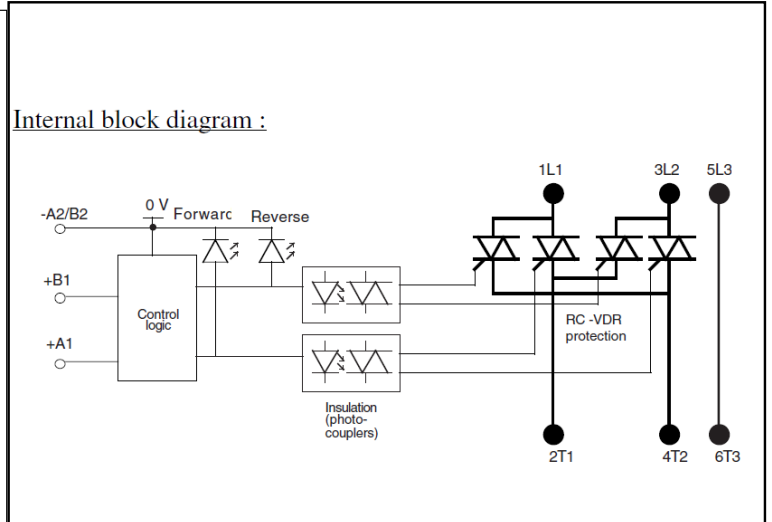 Internal block diagram :
1L1 3L2 5L3
-A2/B2
0 V
Forwarc
Reverse
+B1
Control
logic
+A1
RC -VDR
protection
Insulation
(photo-
couplers)
2T1 4T2 6T3